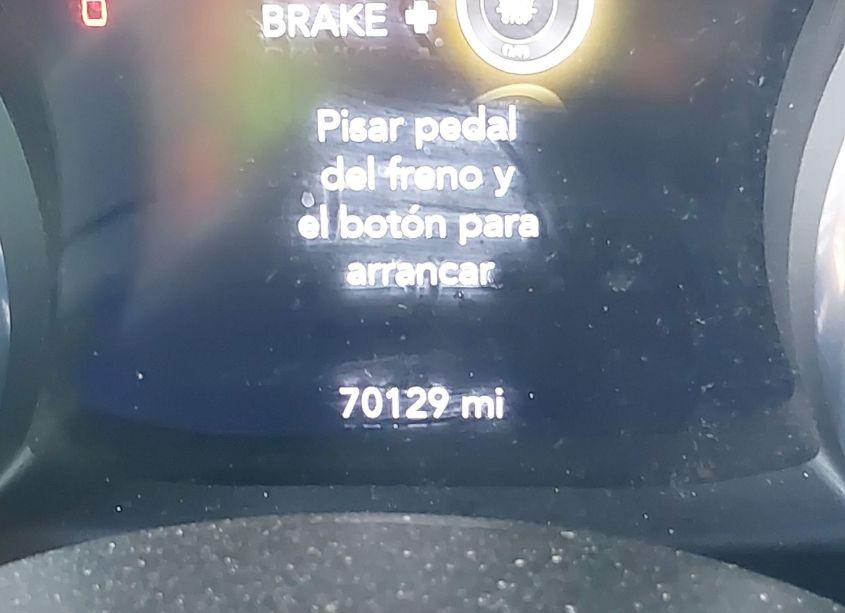 BRAKE +
Pisar pedal
del freno y
el botón para
arrancar
70129 mi